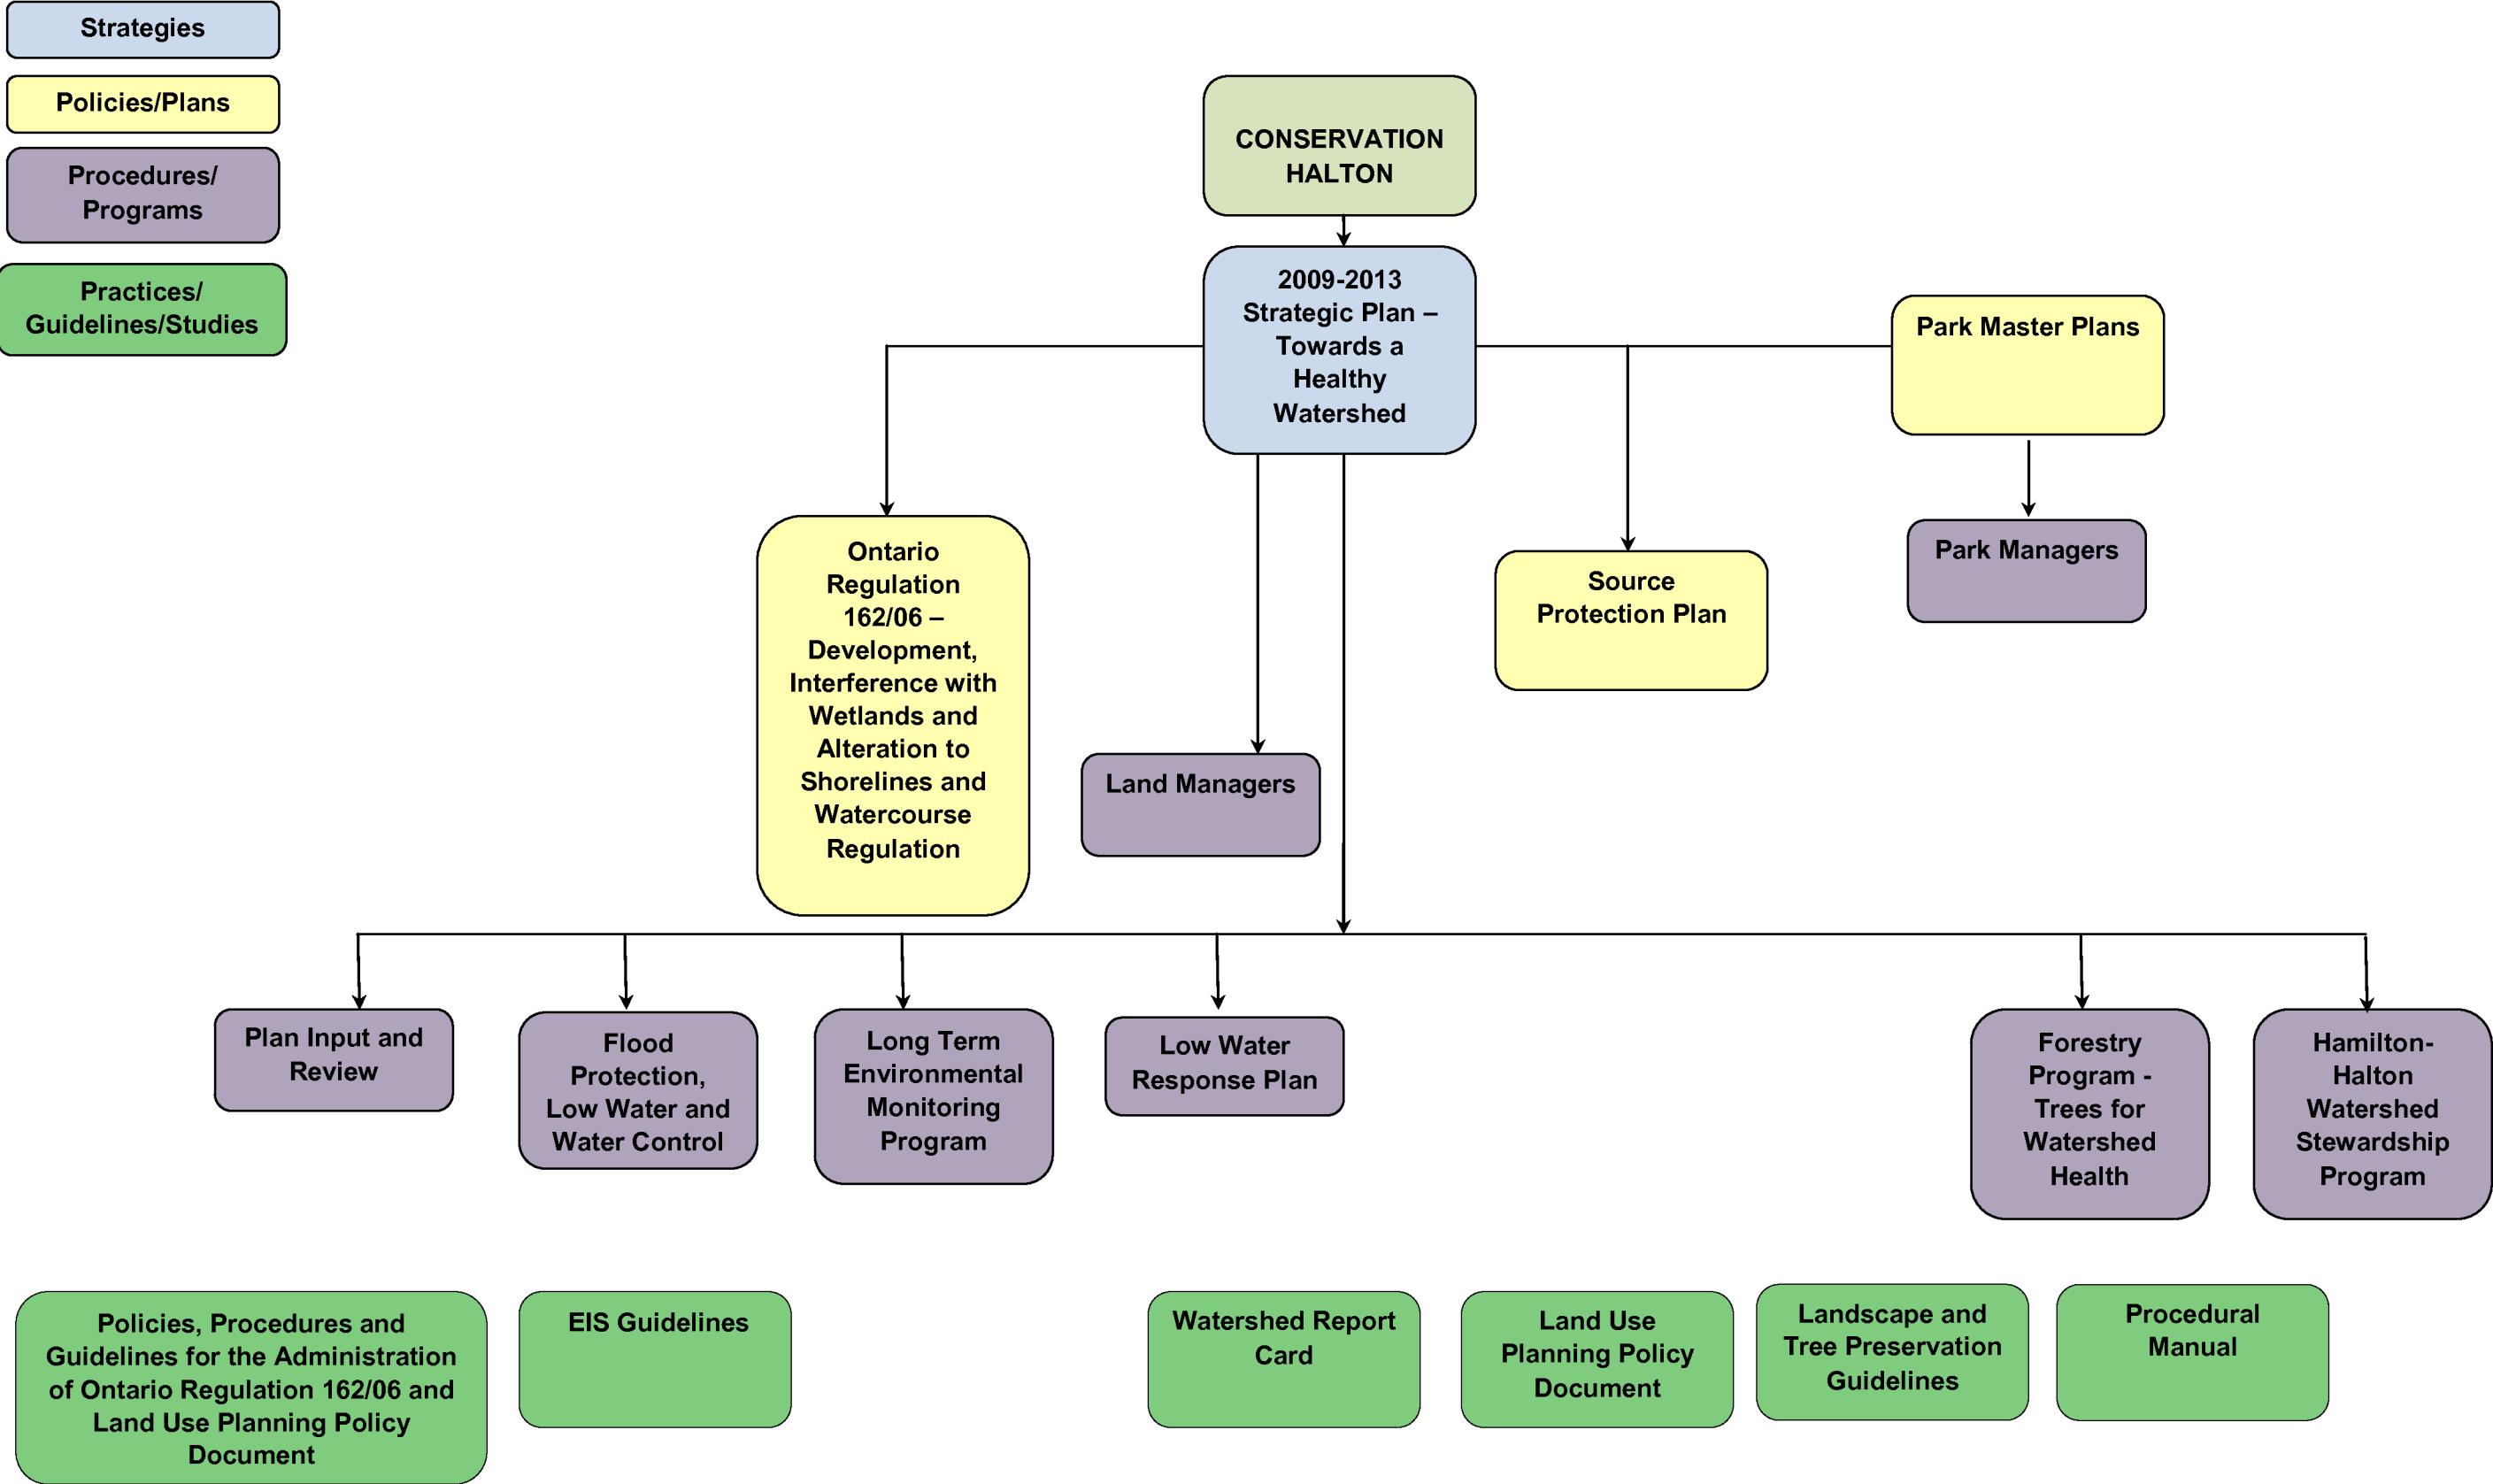 Strategies
Policies/Plans
Procedures/
Programs
Practices/
Guidelines/Studies
CONSERVATION
HALTON
2009-2013
Strategic Plan –
Towards a
Healthy
Watershed
Park Master Plans
Park Managers
Ontario
Regulation
162/06 –
Development,
Interference with
Wetlands and
Alteration to
Shorelines and
Watercourse
Regulation
Source
Protection Plan
Land Managers
Plan Input and
Review
Flood
Protection,
Low Water and
Water Control
Long Term
Environmental
Monitoring
Program
Low Water
Response Plan
Forestry
Program -
Trees for
Watershed
Health
Hamilton-
Halton
Watershed
Stewardship
Program
Policies, Procedures and
Guidelines for the Administration
of Ontario Regulation 162/06 and
Land Use Planning Policy
Document
EIS Guidelines
Watershed Report
Card
Land Use
Planning Policy
Document
Landscape and
Tree Preservation
Guidelines
Procedural
Manual